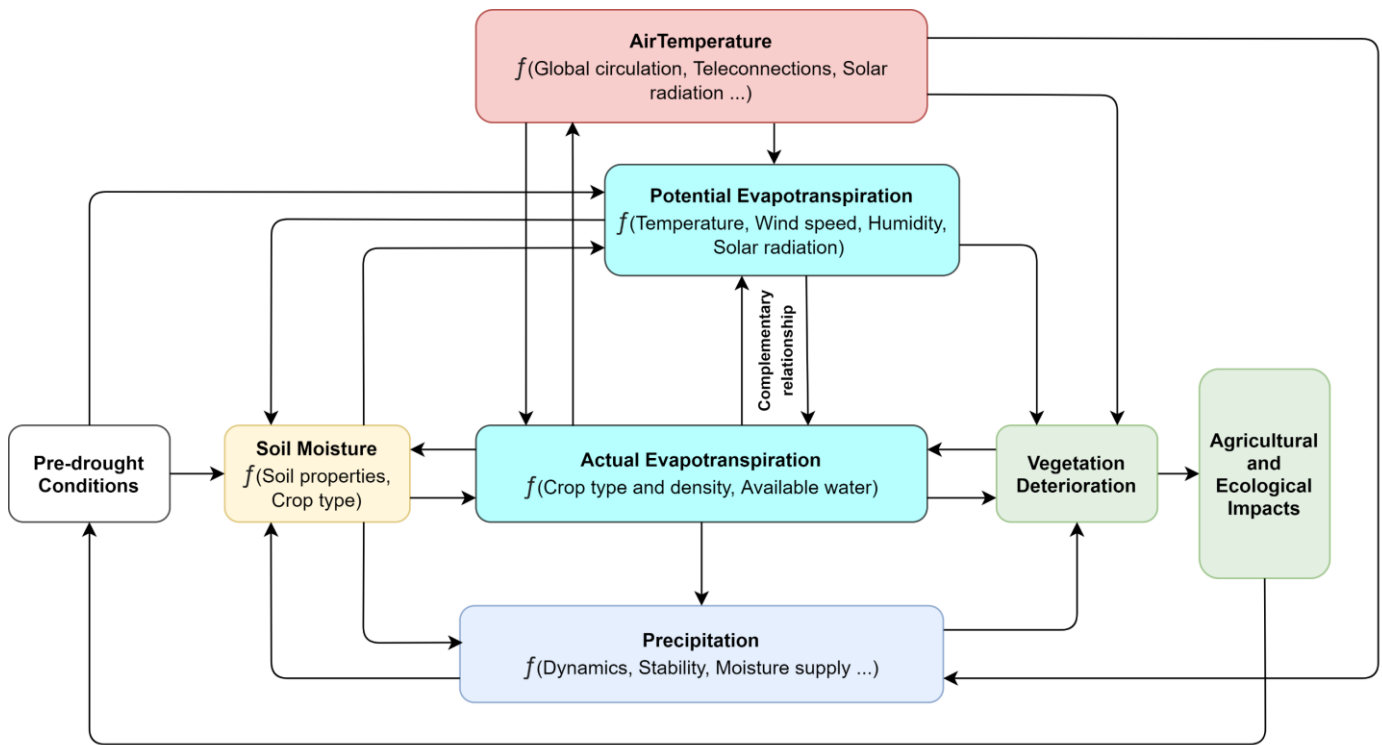 AirTemperature
f(Global circulation, Teleconnections, Solar
radiation ...)
Potential Evapotranspiration
f(Temperature, Wind speed, Humidity,
Solar radiation)
Complementary
relationship
Pre-drought
Conditions
Soil Moisture
f(Soil properties,
Crop type)
Actual Evapotranspiration
f(Crop type and density, Available water)
Vegetation
Deterioration
Agricultural
and
Ecological
Impacts
Precipitation
f(Dynamics, Stability, Moisture supply ...)